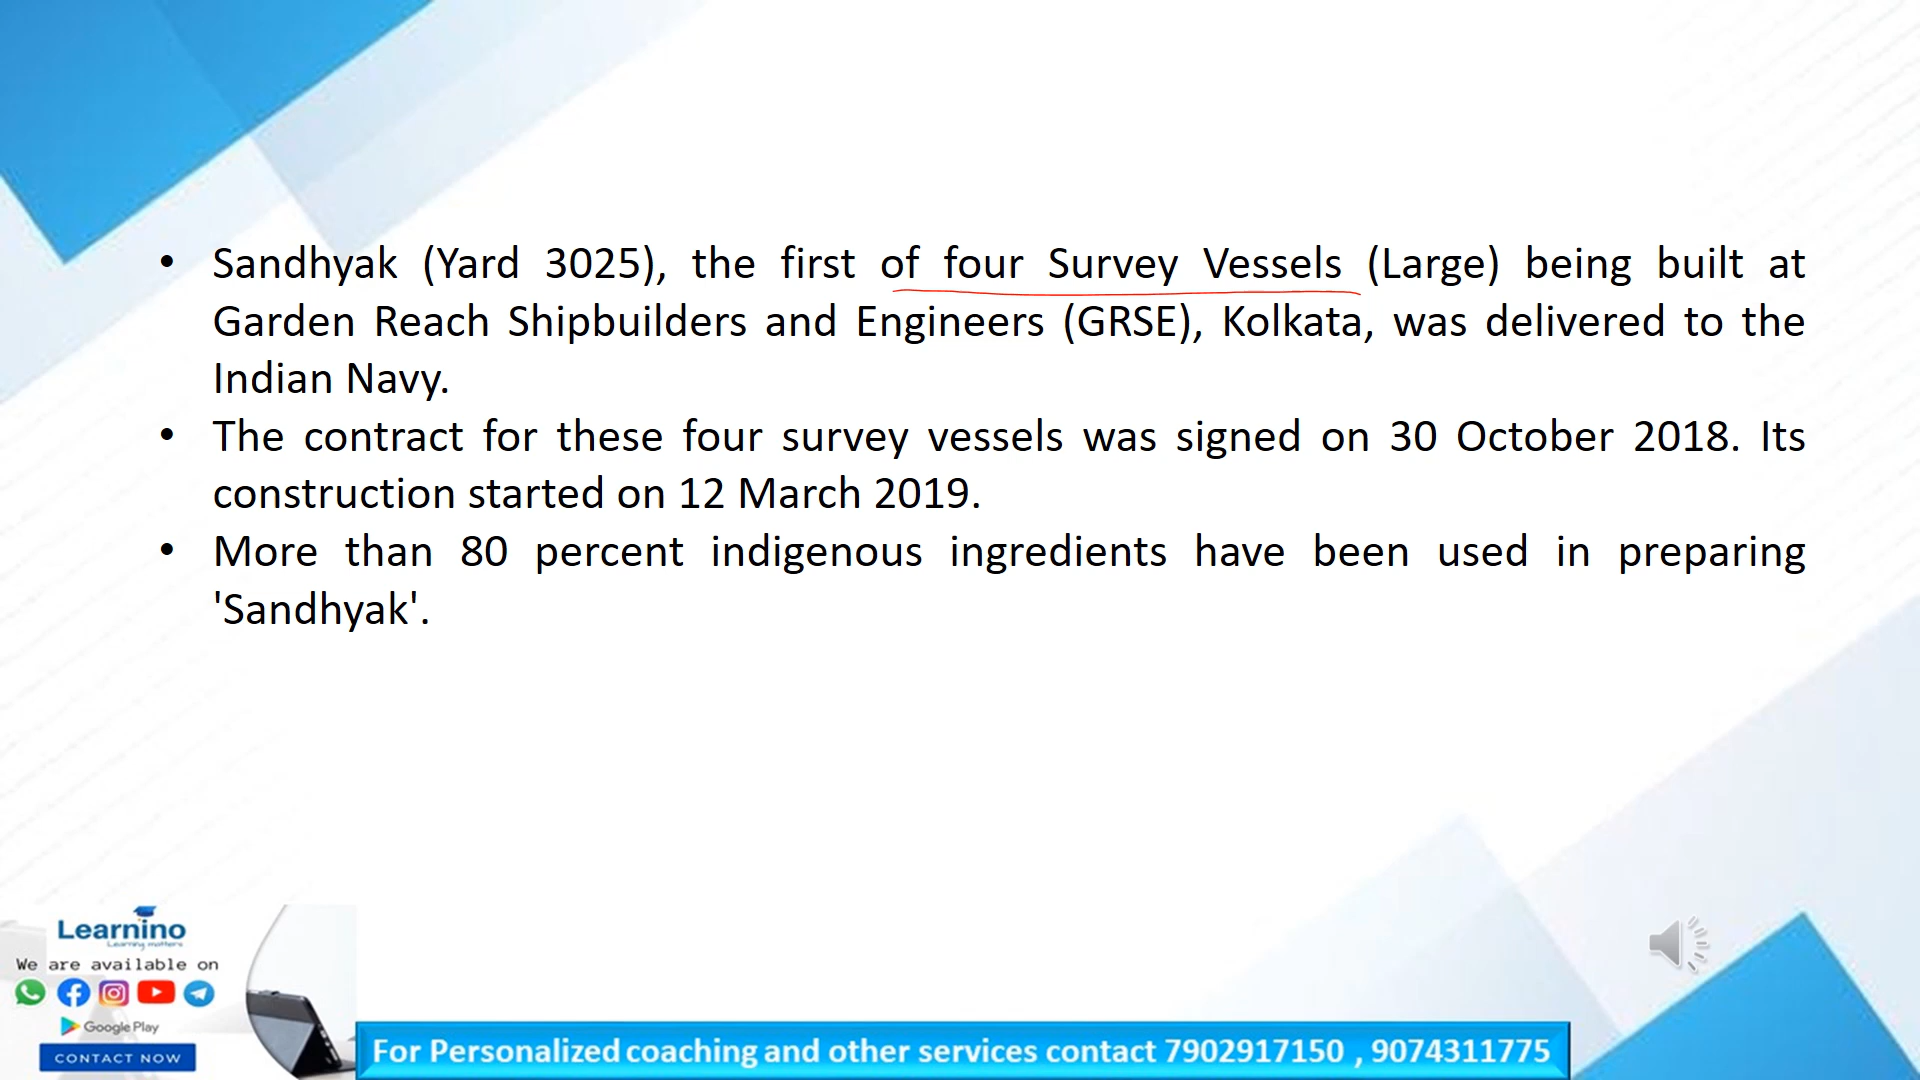 • Sandhyak (Yard 3025), the first of four Survey Vessels (Large) being built at
Garden Reach Shipbuilders and Engineers (GRSE), Kolkata, was delivered to the
Indian Navy.
• The contract for these four survey vessels was signed on 30 October 2018. Its
construction started on 12 March 2019.
• More than 80 percent indigenous ingredients have been used in preparing
'Sandhyak'.
Learnino
Learning matters
We are available on
Google Play
CONTACT NOW
For Personalized coaching and other services contact 7902917150 , 9074311775